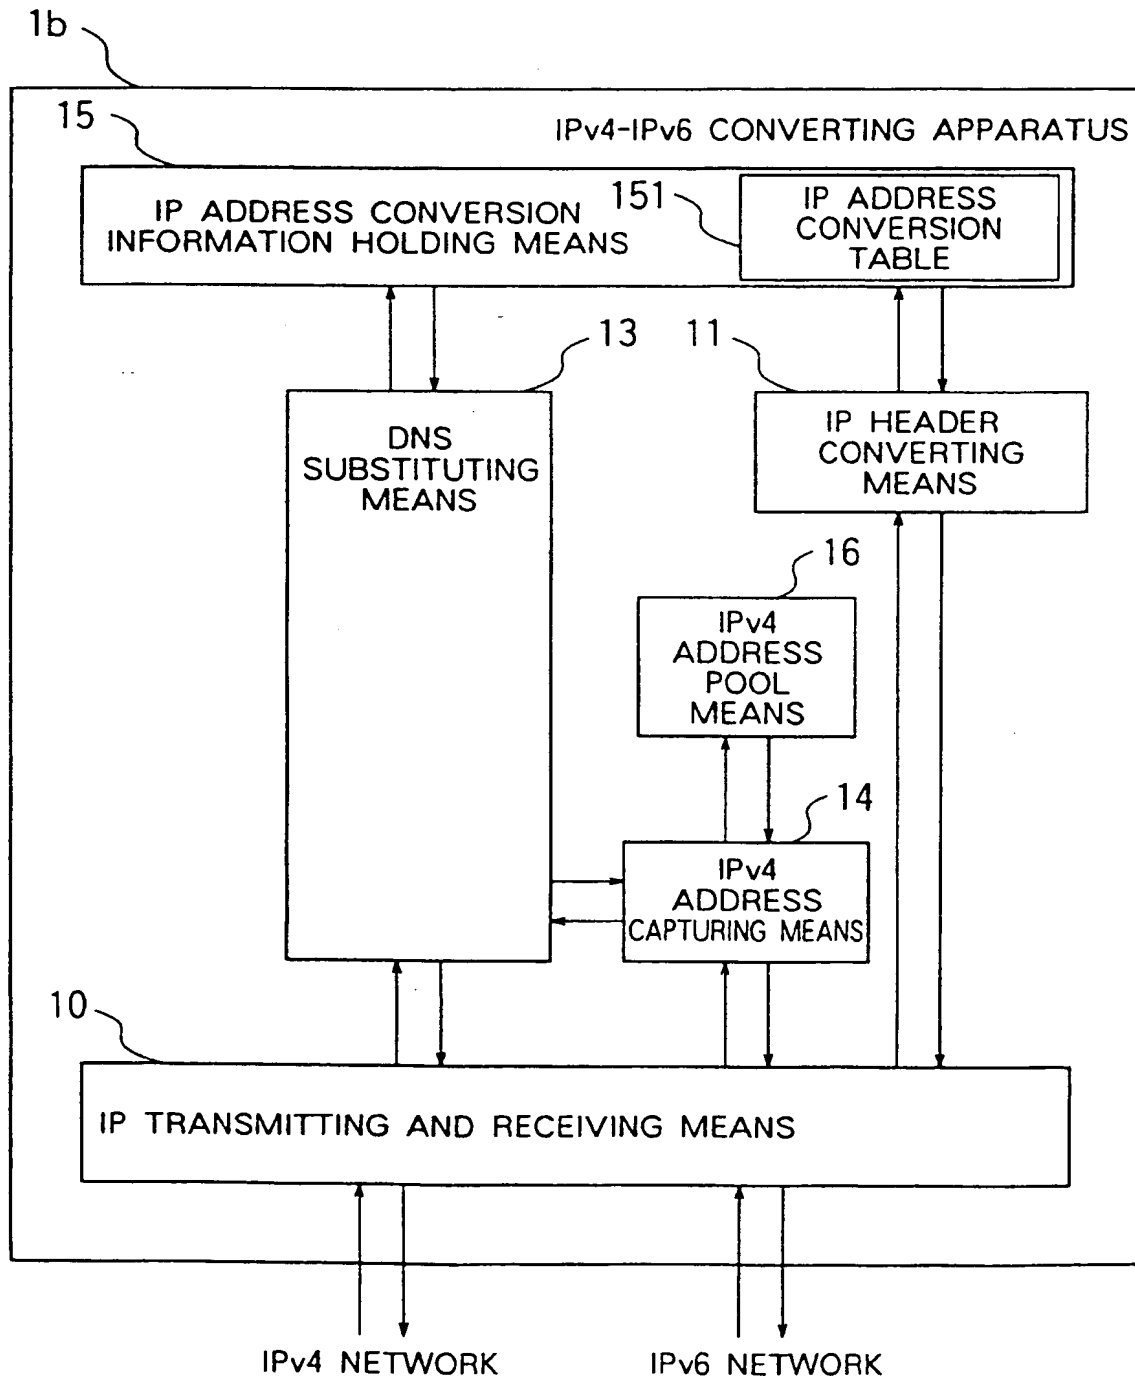 1b
15
IPv4-IPv6 CONVERTING APPARATUS
IP ADDRESS CONVERSION
INFORMATION HOLDING MEANS
151
IP ADDRESS
CONVERSION
TABLE
13
11
DNS
SUBSTITUTING
MEANS
IP HEADER
CONVERTING
MEANS
16
IPv4
ADDRESS
POOL
MEANS
14
IPv4
ADDRESS
CAPTURING MEANS
10
IP TRANSMITTING AND RECEIVING MEANS
IPv4 NETWORK
IPv6 NETWORK